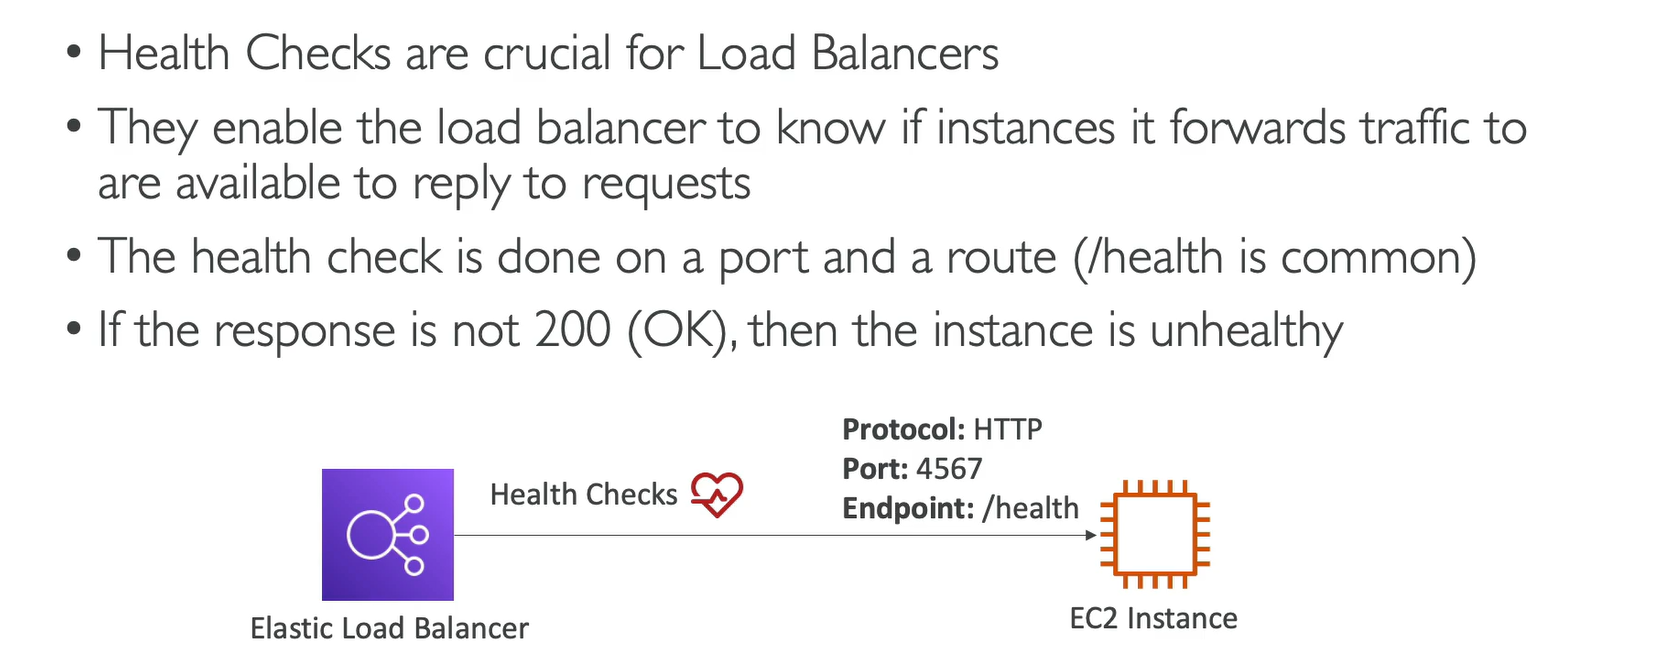 • Health Checks are crucial for Load Balancers
• They enable the load balancer to know if instances it forwards traffic to
are available to reply to requests
• The health check is done on a port and a route (/health is common)
• If the response is not 200 (OK), then the instance is unhealthy
Protocol: HTTP
Port: 4567
Endpoint: /health
Health Checks
Elastic Load Balancer
EC2 Instance